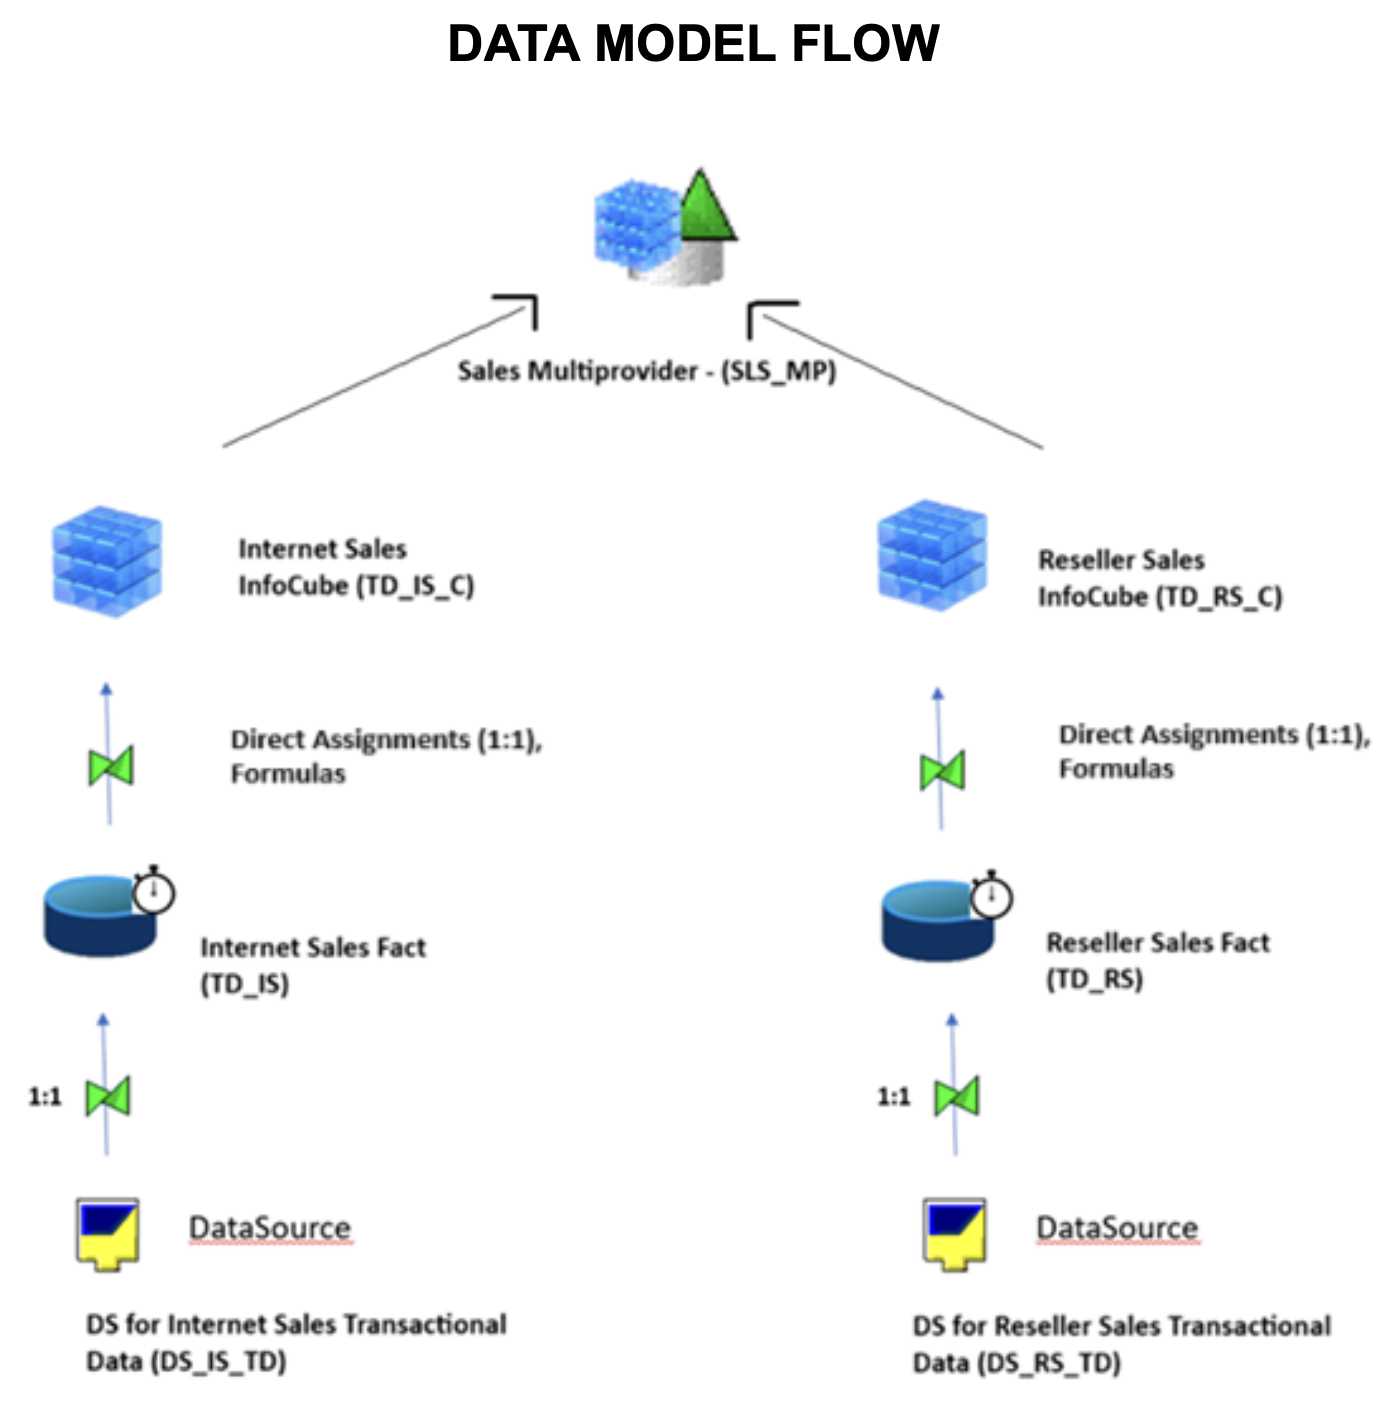 DATA MODEL FLOW
Sales Multiprovider - (SLS_MP)
Internet Sales
InfoCube (TD_IS_C)
Reseller Sales
InfoCube (TD_RS_C)
Direct Assignments (1:1),
Formulas
Direct Assignments (1:1),
Formulas
Internet Sales Fact
(TD_IS)
Reseller Sales Fact
(TD_RS)
1:1
1:1
DataSource
DataSource
DS for Internet Sales Transactional
Data (DS_IS_TD)
DS for Reseller Sales Transactional
Data (DS_RS_TD)